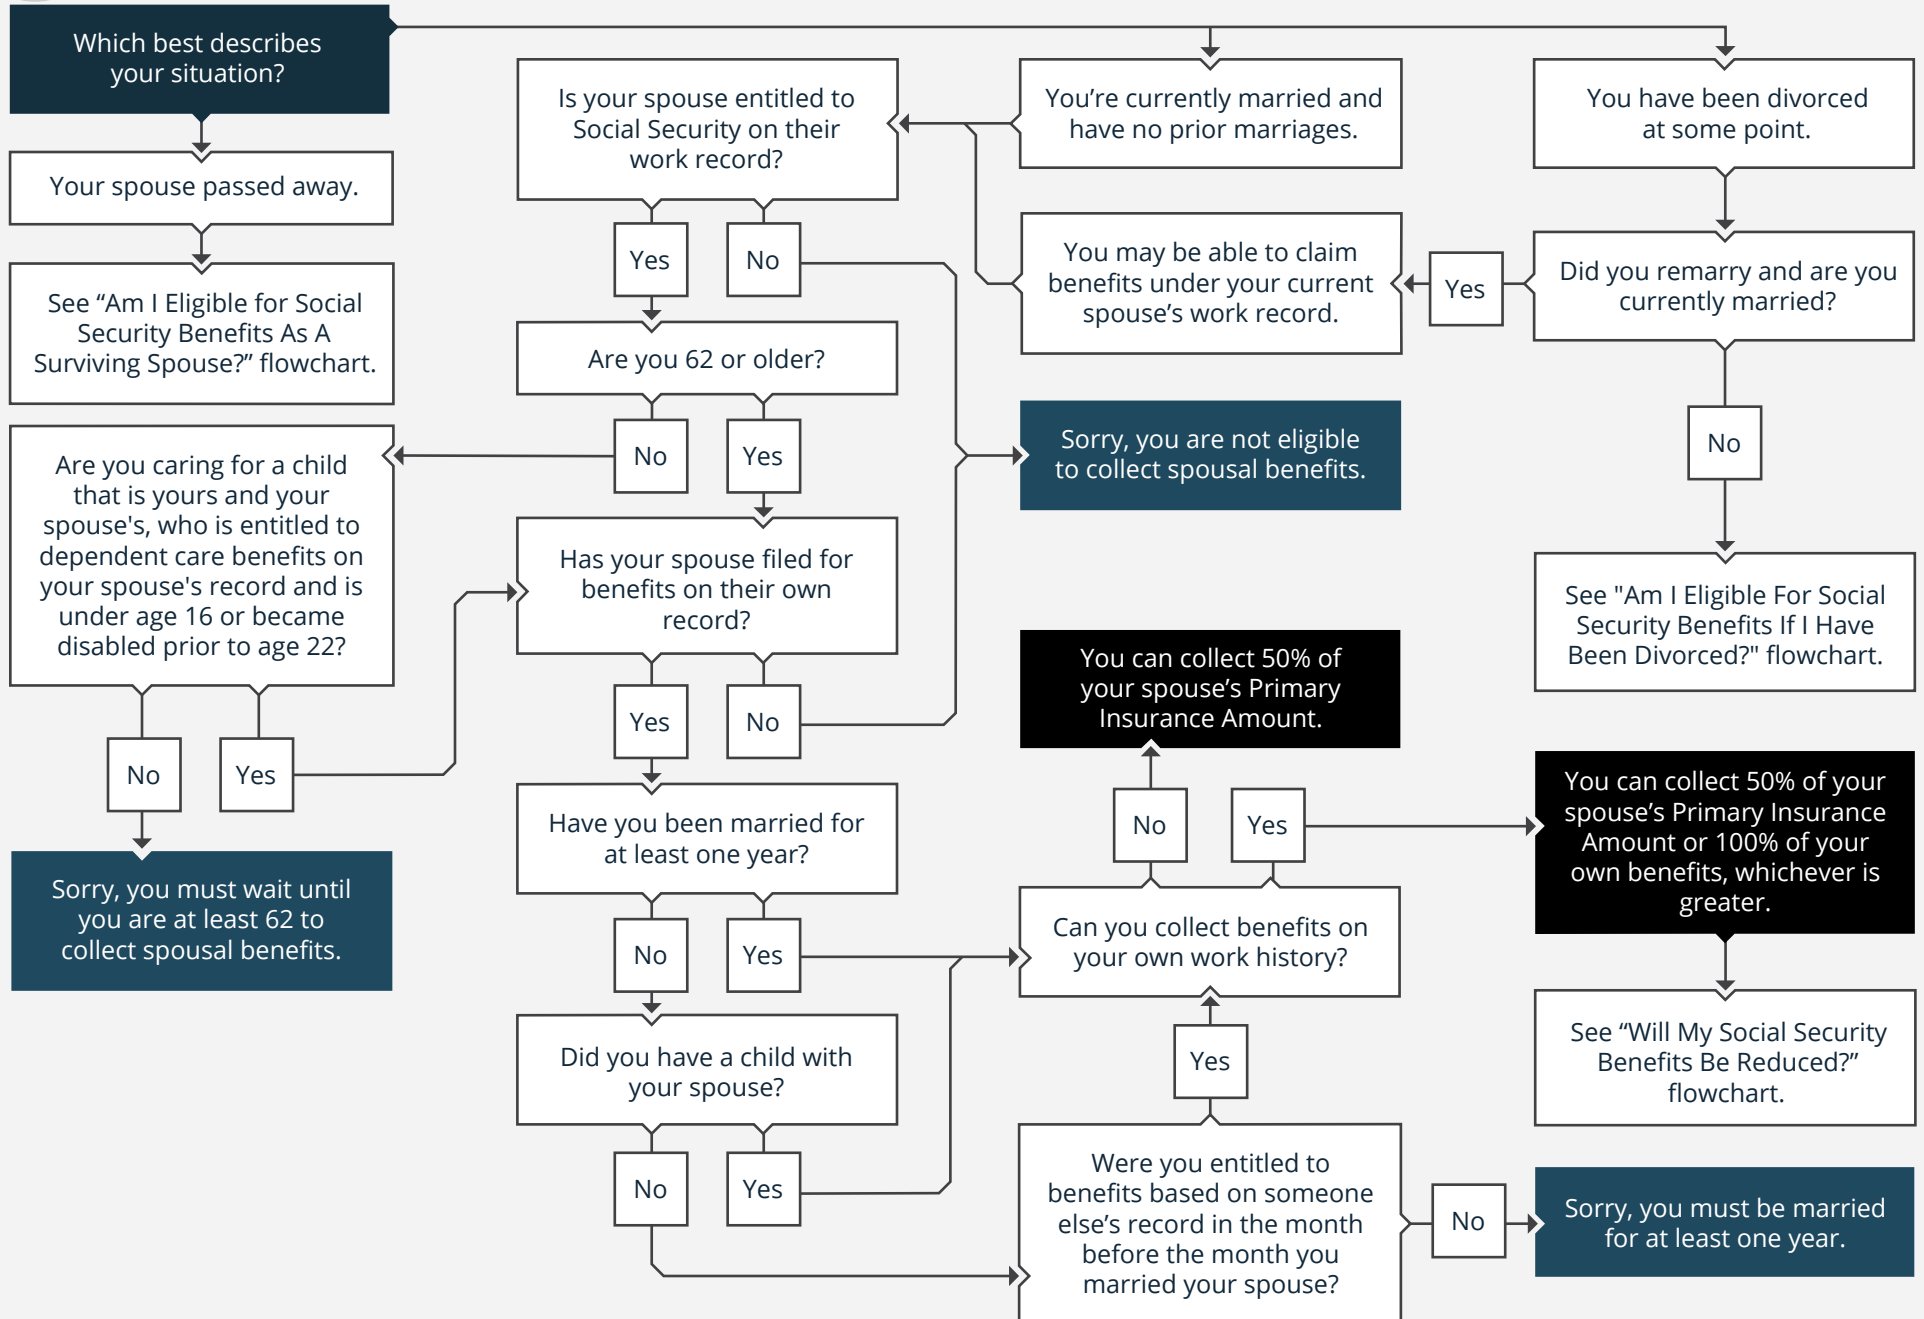 Which best describes
your situation?
Your spouse passed away.
See “Am I Eligible for Social
Security Benefits As A
Surviving Spouse?” flowchart.
Are you caring for a child
that is yours and your
spouse's, who is entitled to
dependent care benefits on
your spouse's record and is
under age 16 or became
disabled prior to age 22?
No
Yes
Sorry, you must wait until
you are at least 62 to
collect spousal benefits.
Is your spouse entitled to
Social Security on their
work record?
Yes
No
Are you 62 or older?
No
Yes
Has your spouse filed for
benefits on their own
record?
Yes
No
Have you been married for
at least one year?
No
Yes
Did you have a child with
your spouse?
No
Yes
You’re currently married and
have no prior marriages.
You may be able to claim
benefits under your current
spouse’s work record.
Sorry, you are not eligible
to collect spousal benefits.
You can collect 50% of
your spouse’s Primary
Insurance Amount.
No
Yes
Can you collect benefits on
your own work history?
Yes
Were you entitled to
benefits based on someone
else’s record in the month
before the month you
married your spouse?
No
You have been divorced
at some point.
Did you remarry and are you
currently married?
Yes
No
See "Am I Eligible For Social
Security Benefits If I Have
Been Divorced?" flowchart.
You can collect 50% of your
spouse’s Primary Insurance
Amount or 100% of your
own benefits, whichever is
greater.
See “Will My Social Security
Benefits Be Reduced?”
flowchart.
Sorry, you must be married
for at least one year.